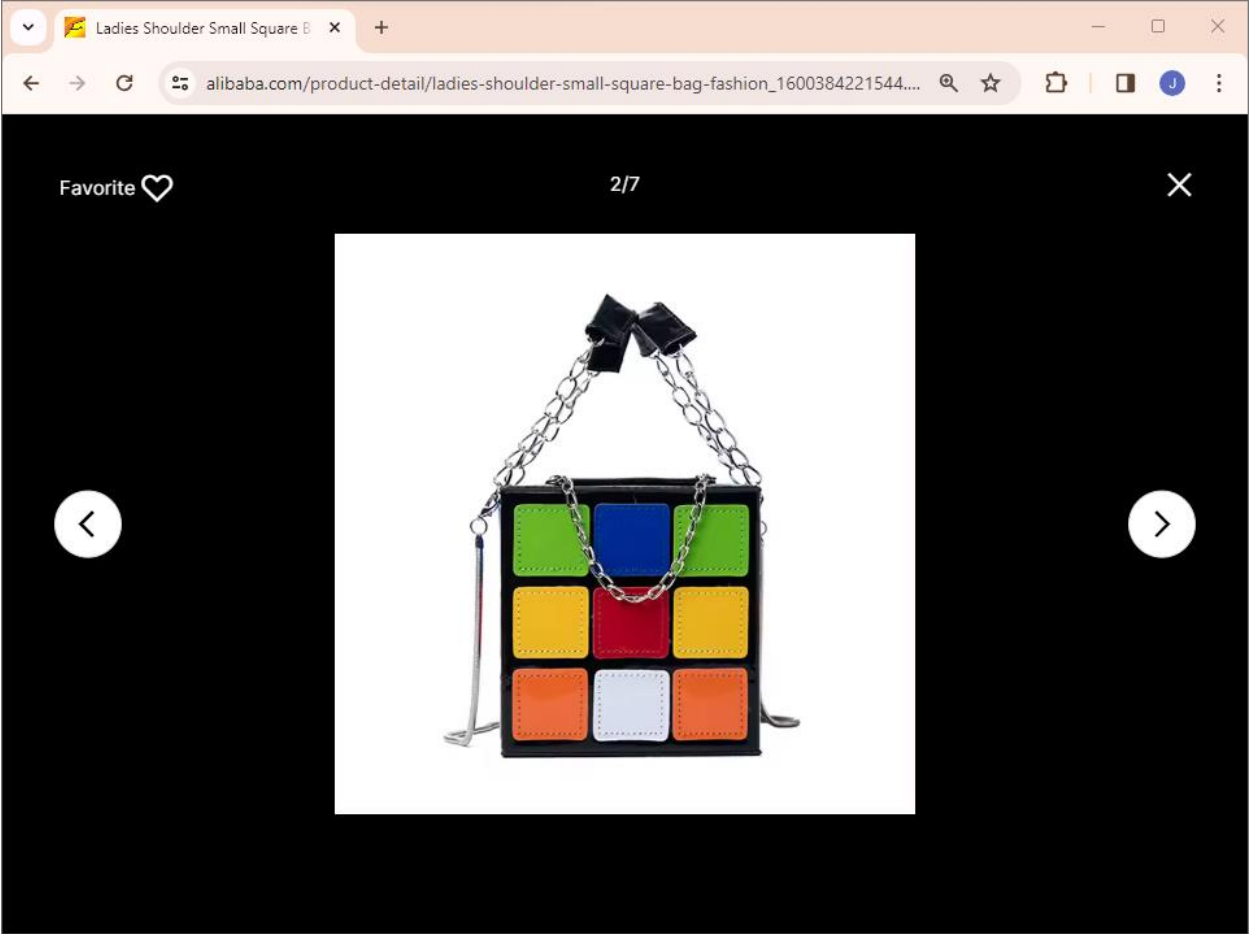 Ladies Shoulder Small Square B
alibaba.com/product-detail/ladies-shoulder-small-square-bag-fashion_1600384221544....
J
Favorite
2/7